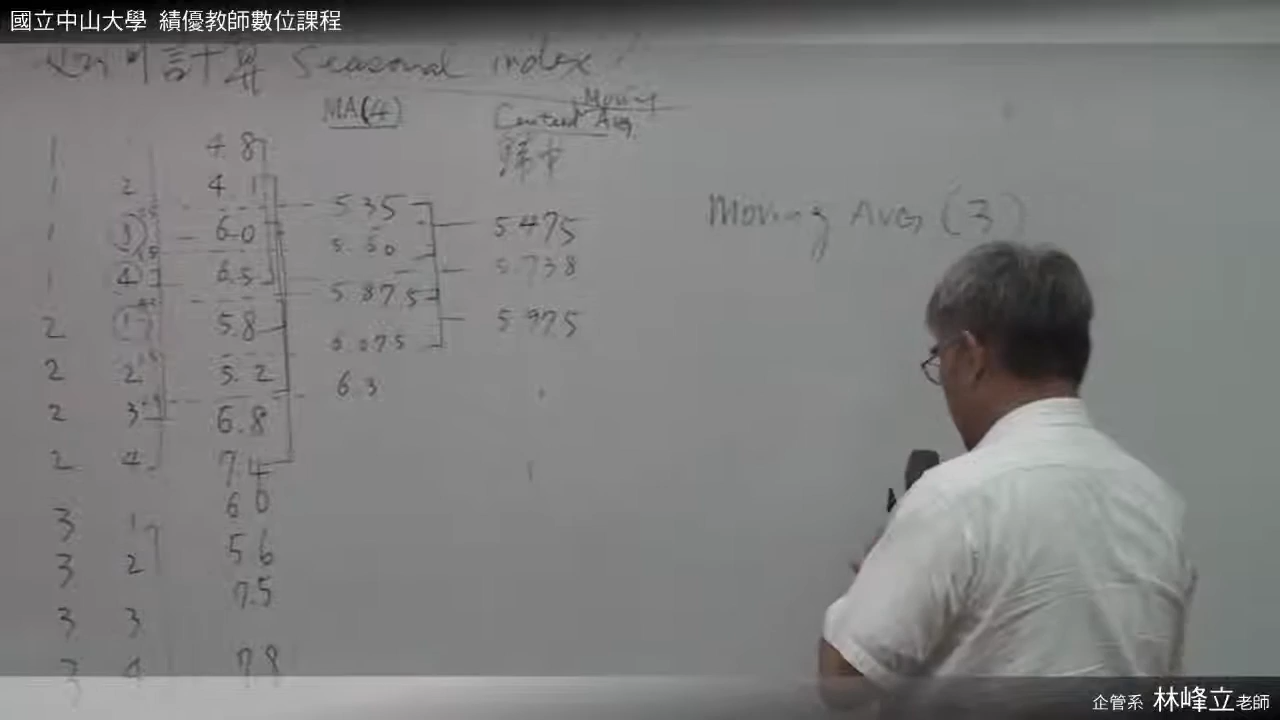 國立中山大學 績優教師數位課程
如何計算 Seasonal index?
MA(4) Centered Moving Avg.
歸中
1 4.8
1 2 4.1 5.35
1 3 6.0 5.475
5.60
1 4 6.5 5.738
5.875
2 1 5.8 5.975
6.075
2 2 5.2 6.3
2 3 6.8
2 4 7.4
3 1 6.0
3 2 5.6
3 3 7.5
3 4 7.8
Moving Avg (3)
企管系 林峰立老師